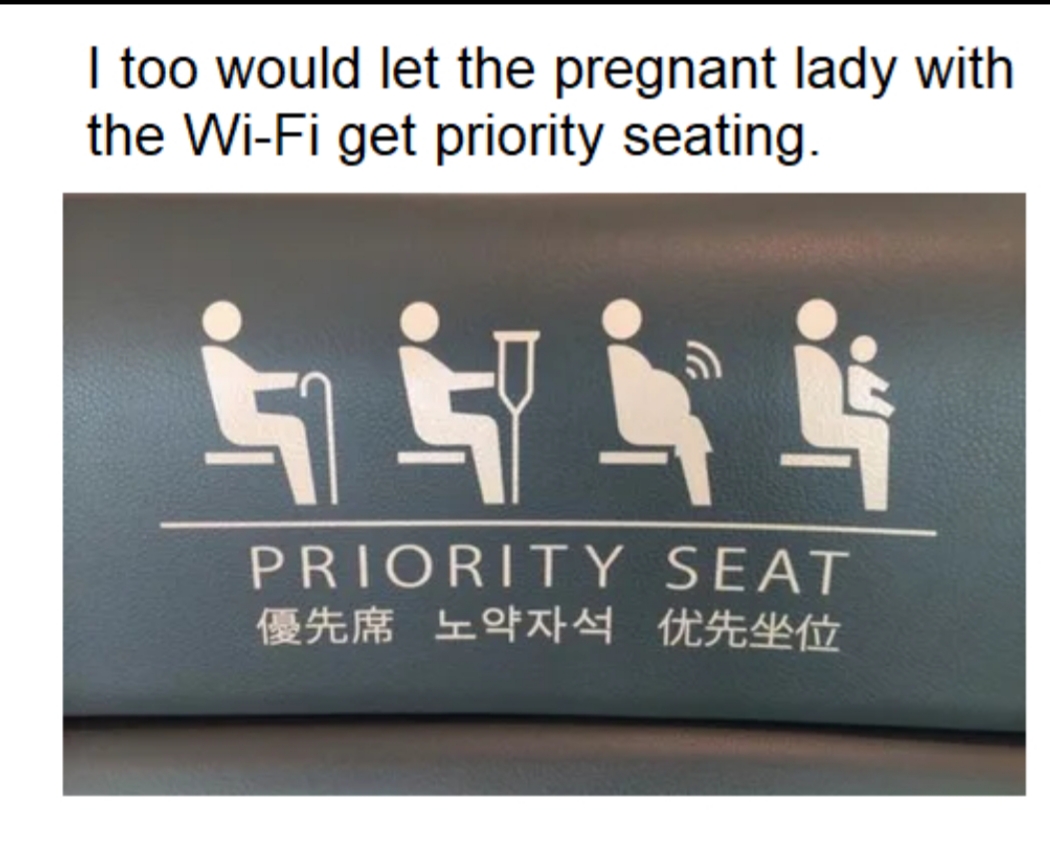 I too would let the pregnant lady with
the Wi-Fi get priority seating.
PRIORITY SEAT
優先席 노약자석 优先坐位